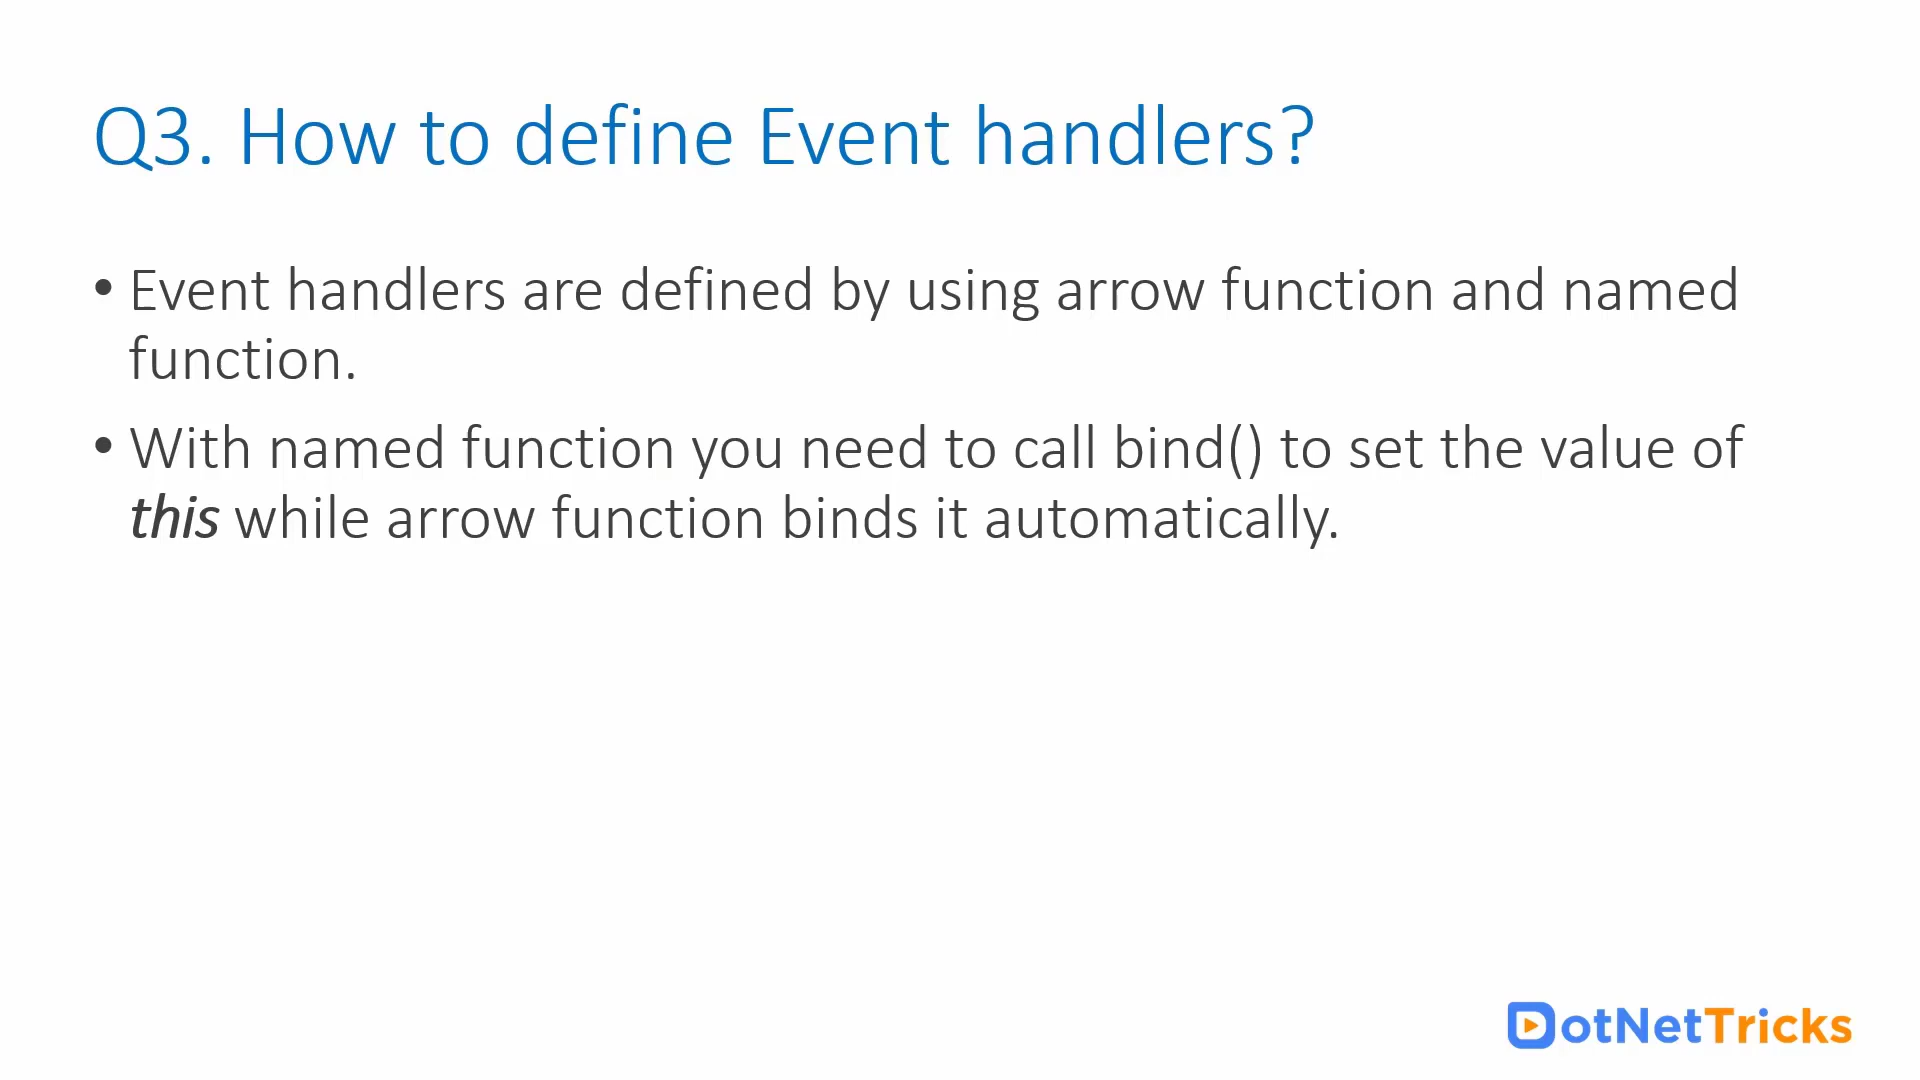 Q3. How to define Event handlers?
• Event handlers are defined by using arrow function and named
function.
• With named function you need to call bind() to set the value of
this while arrow function binds it automatically.
DotNetTricks